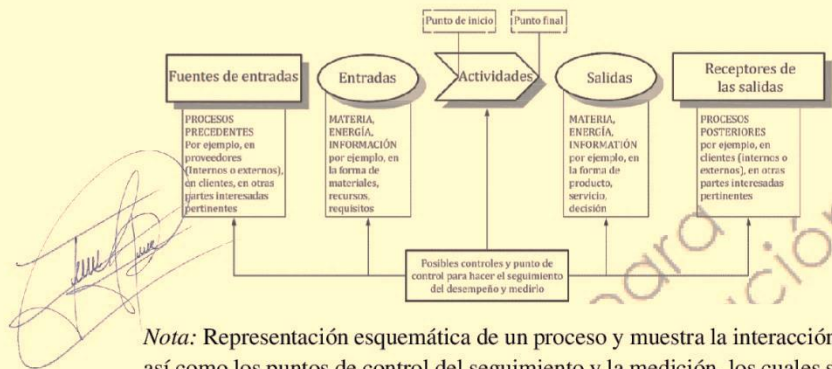 Punto de inicio
Punto final
Fuentes de entradas
Entradas
Actividades
Salidas
Receptores de
las salidas
PROCESOS
PRECEDENTES
Por ejemplo, en
proveedores
(Internos o externos),
en clientes, en otras
partes interesadas
pertinentes
MATERIA,
ENERGÍA,
INFORMACIÓN
por ejemplo, en
la forma de
materiales,
recursos,
requisitos
MATERIA,
ENERGÍA,
INFORMATIÓN
por ejemplo, en
la forma de
producto,
servicio,
decisión
PROCESOS
POSTERIORES
por ejemplo, en
clientes (internos o
externos), en otras
partes interesadas
pertinentes
Posibles controles y punto de
control para hacer el seguimiento
del desempeño y medirlo
para
ción
Nota: Representación esquemática de un proceso y muestra la interacción
así como los puntos de control del seguimiento y la medición, los cuales s